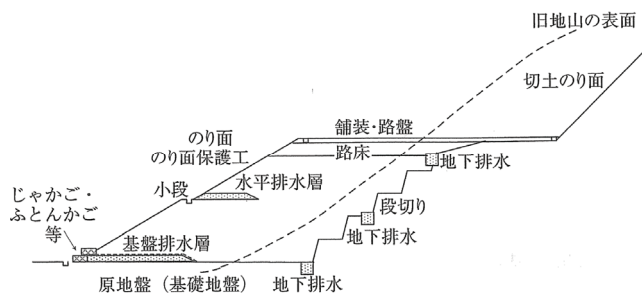 旧地山の表面
切土のり面
舗装・路盤
のり面
のり面保護工
路床
地下排水
小段
水平排水層
じゃかご・
ふとんかご
等
段切り
地下排水
基盤排水層
原地盤（基礎地盤）
地下排水